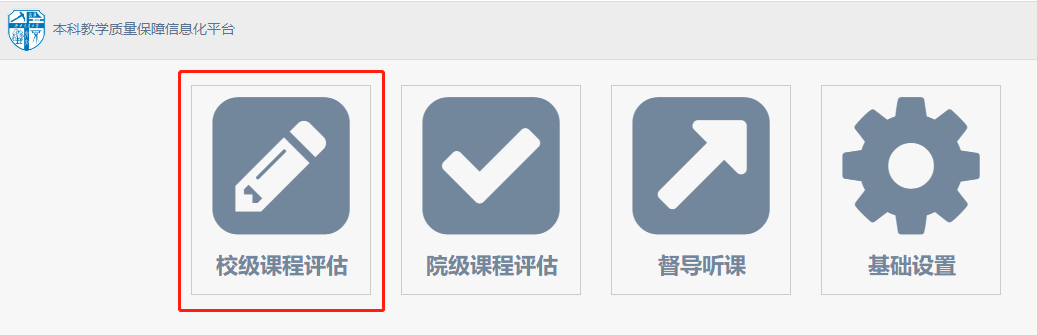 本科教学质量保障信息化平台
校级课程评估
院级课程评估
督导听课
基础设置